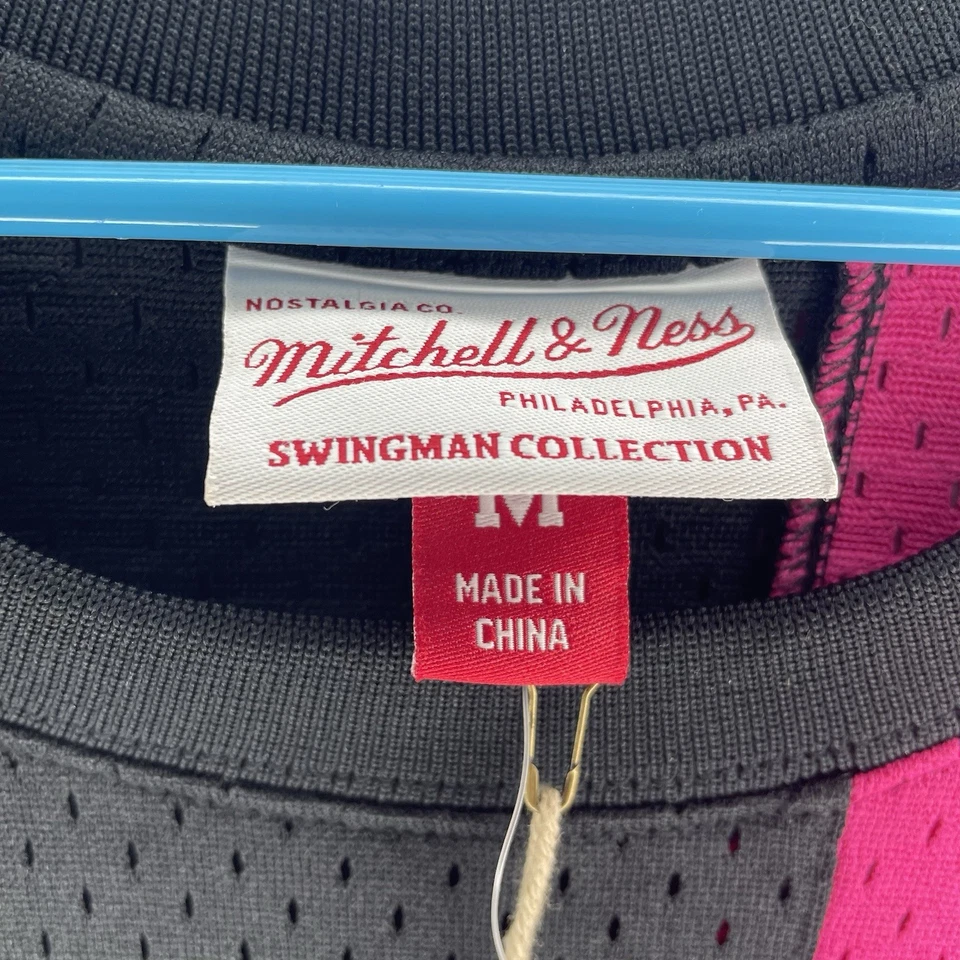 NOSTALGIA CO.
Mitchell & Ness
PHILADELPHIA, PA.
SWINGMAN COLLECTION
M
MADE IN
CHINA